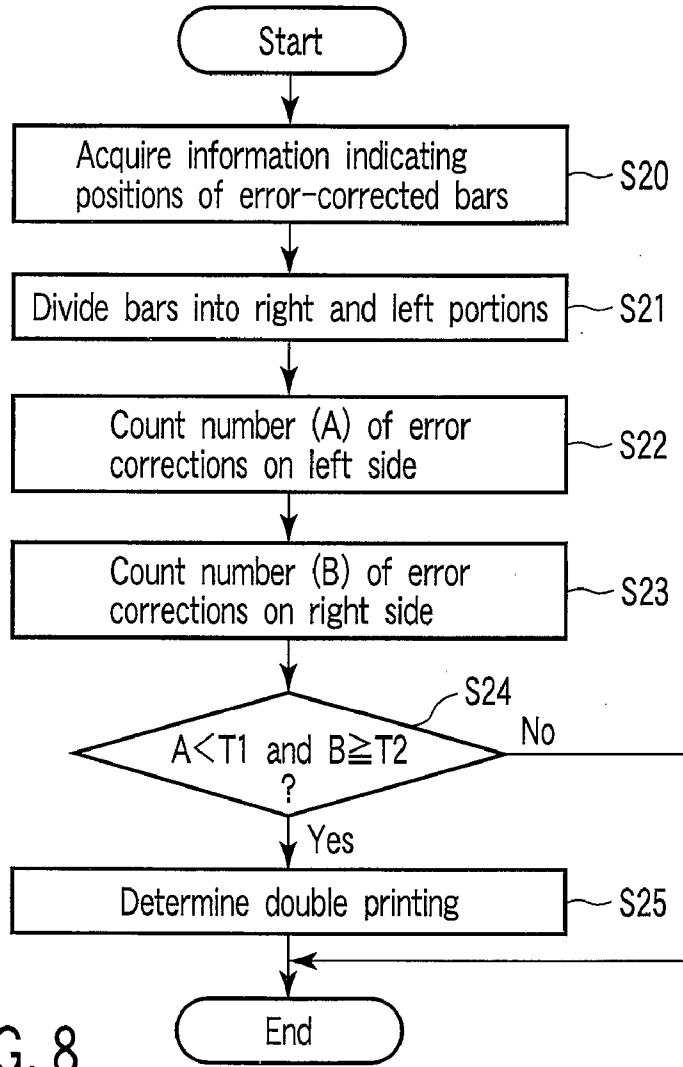 Start
Acquire information indicating
positions of error-corrected bars
S20
Divide bars into right and left portions
S21
Count number (A) of error
corrections on left side
S22
Count number (B) of error
corrections on right side
S23
S24
A<T1 and B≧T2
?
No
Yes
Determine double printing
S25
End
G. 8